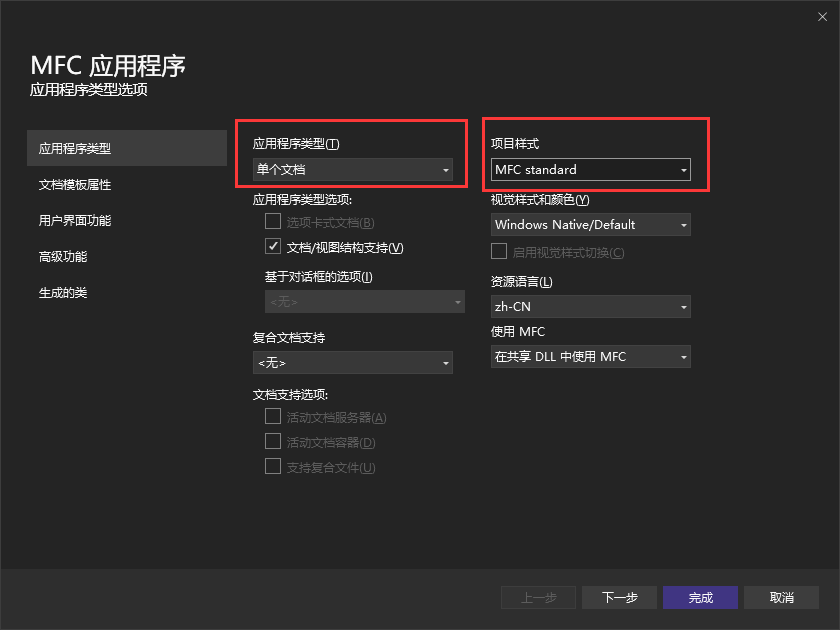 MFC 应用程序
应用程序类型选项
应用程序类型
文档模板属性
用户界面功能
高级功能
生成的类
应用程序类型(T)
单个文档
应用程序类型选项:
选项卡式文档(B)
文档/视图结构支持(V)
基于对话框的选项(I)
<无>
复合文档支持
<无>
文档支持选项:
活动文档服务器(A)
活动文档容器(D)
支持复合文件(U)
项目样式
MFC standard
视觉样式和颜色(Y)
Windows Native/Default
启用视觉样式切换(C)
资源语言(L)
zh-CN
使用 MFC
在共享 DLL 中使用 MFC
上一步
下一步
完成
取消